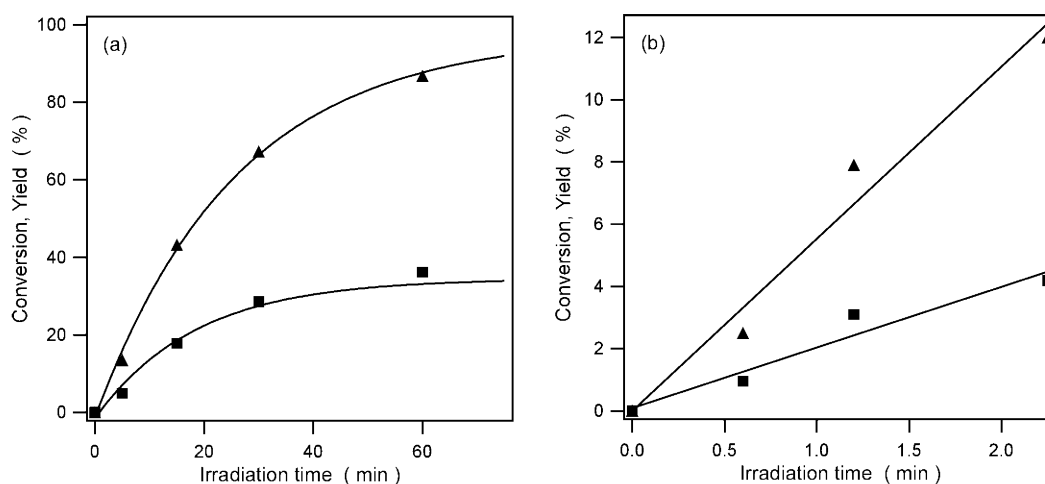 (a)
100
80
60
40
20
0
Conversion, Yield ( % )
0 20 40 60
Irradiation time ( min )
(b)
12
10
8
6
4
2
0
Conversion, Yield ( % )
0.0 0.5 1.0 1.5 2.0
Irradiation time ( min )